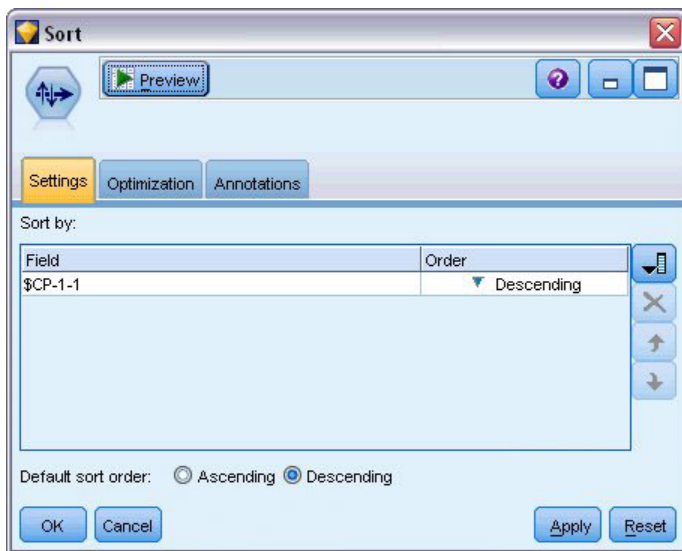 Sort
Preview
Settings Optimization Annotations
Sort by:
Field Order
$CP-1-1 Descending
Default sort order: Ascending Descending
OK Cancel Apply Reset